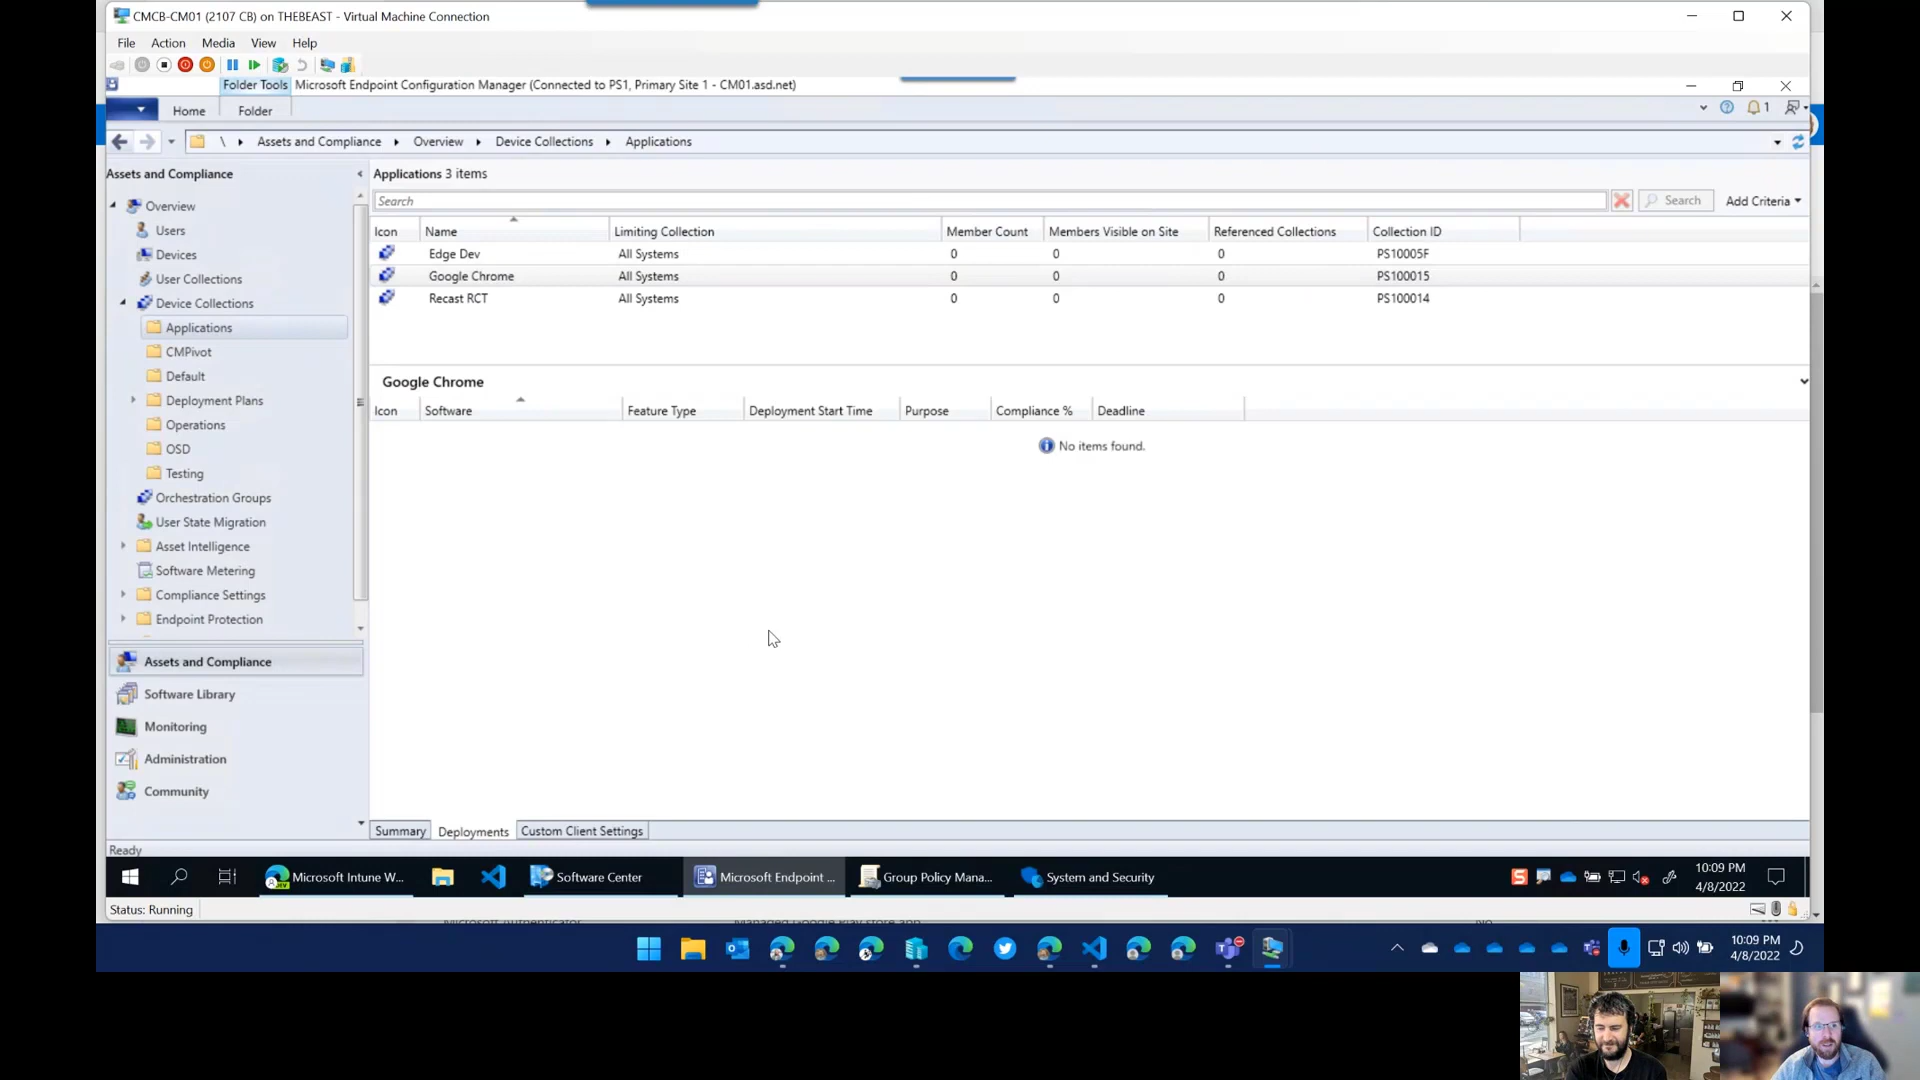 CMCB-CM01 (2107 CB) on THEBEAST - Virtual Machine Connection
File Action Media View Help
Folder Tools Microsoft Endpoint Configuration Manager (Connected to PS1, Primary Site 1 - CM01.asd.net)
Home Folder
1
\ Assets and Compliance Overview Device Collections Applications
Assets and Compliance
Overview
Users
Devices
User Collections
Device Collections
Applications
CMPivot
Default
Deployment Plans
Operations
OSD
Testing
Orchestration Groups
User State Migration
Asset Intelligence
Software Metering
Compliance Settings
Endpoint Protection
Assets and Compliance
Software Library
Monitoring
Administration
Community
Applications 3 items
Search Search Add Criteria
Icon Name Limiting Collection Member Count Members Visible on Site Referenced Collections Collection ID
Edge Dev All Systems 0 0 0 PS10005F
Google Chrome All Systems 0 0 0 PS100015
Recast RCT All Systems 0 0 0 PS100014
Google Chrome
Icon Software Feature Type Deployment Start Time Purpose Compliance % Deadline
No items found.
Summary Deployments Custom Client Settings
Ready
Microsoft Intune W... Software Center Microsoft Endpoint ... Group Policy Mana... System and Security
10:09 PM
4/8/2022
Status: Running
10:09 PM
4/8/2022